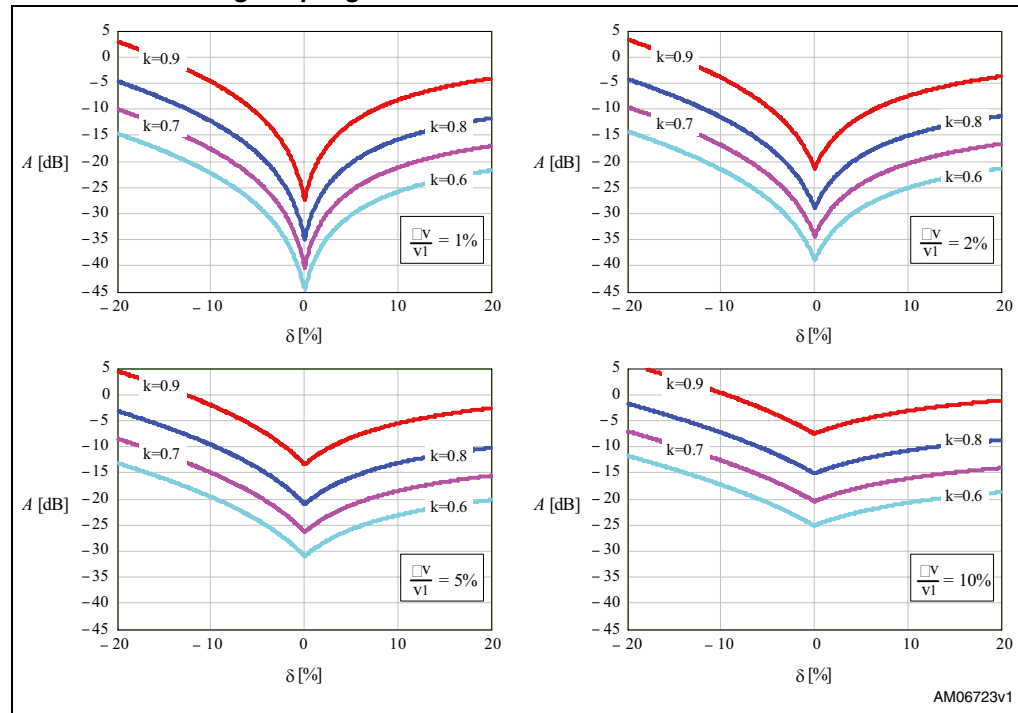 5
0
−5
−10
−15
A [dB] −20
−25
−30
−35
−40
−45
k=0.9
k=0.7
k=0.8
k=0.6
□v
v1 = 1%
−20 −10 0 10 20
δ [%]
5
0
−5
−10
−15
A [dB] −20
−25
−30
−35
−40
−45
k=0.9
k=0.7
k=0.8
k=0.6
□v
v1 = 2%
−20 −10 0 10 20
δ [%]
5
0
−5
−10
−15
A [dB] −20
−25
−30
−35
−40
−45
k=0.9
k=0.7
k=0.8
k=0.6
□v
v1 = 5%
−20 −10 0 10 20
δ [%]
5
0
−5
−10
−15
A [dB] −20
−25
−30
−35
−40
−45
k=0.9
k=0.7
k=0.8
k=0.6
□v
v1 = 10%
−20 −10 0 10 20
δ [%]
AM06723v1